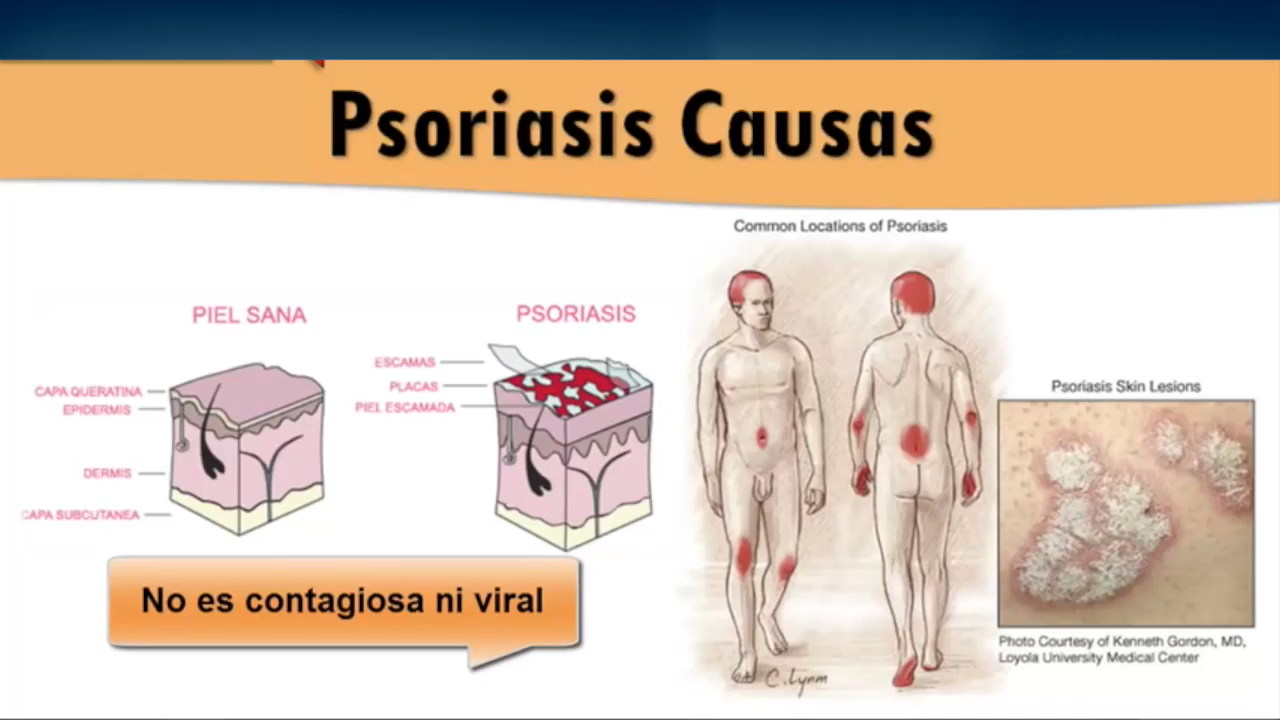 Psoriasis Causas
Common Locations of Psoriasis
PIEL SANA
PSORIASIS
ESCAMAS
PLACAS
PIEL ESCAMADA
CAPA QUERATINA
EPIDERMIS
DERMIS
CAPA SUBCUTANEA
No es contagiosa ni viral
Psoriasis Skin Lesions
Photo Courtesy of Kenneth Gordon, MD,
Loyola University Medical Center
C. Lynm